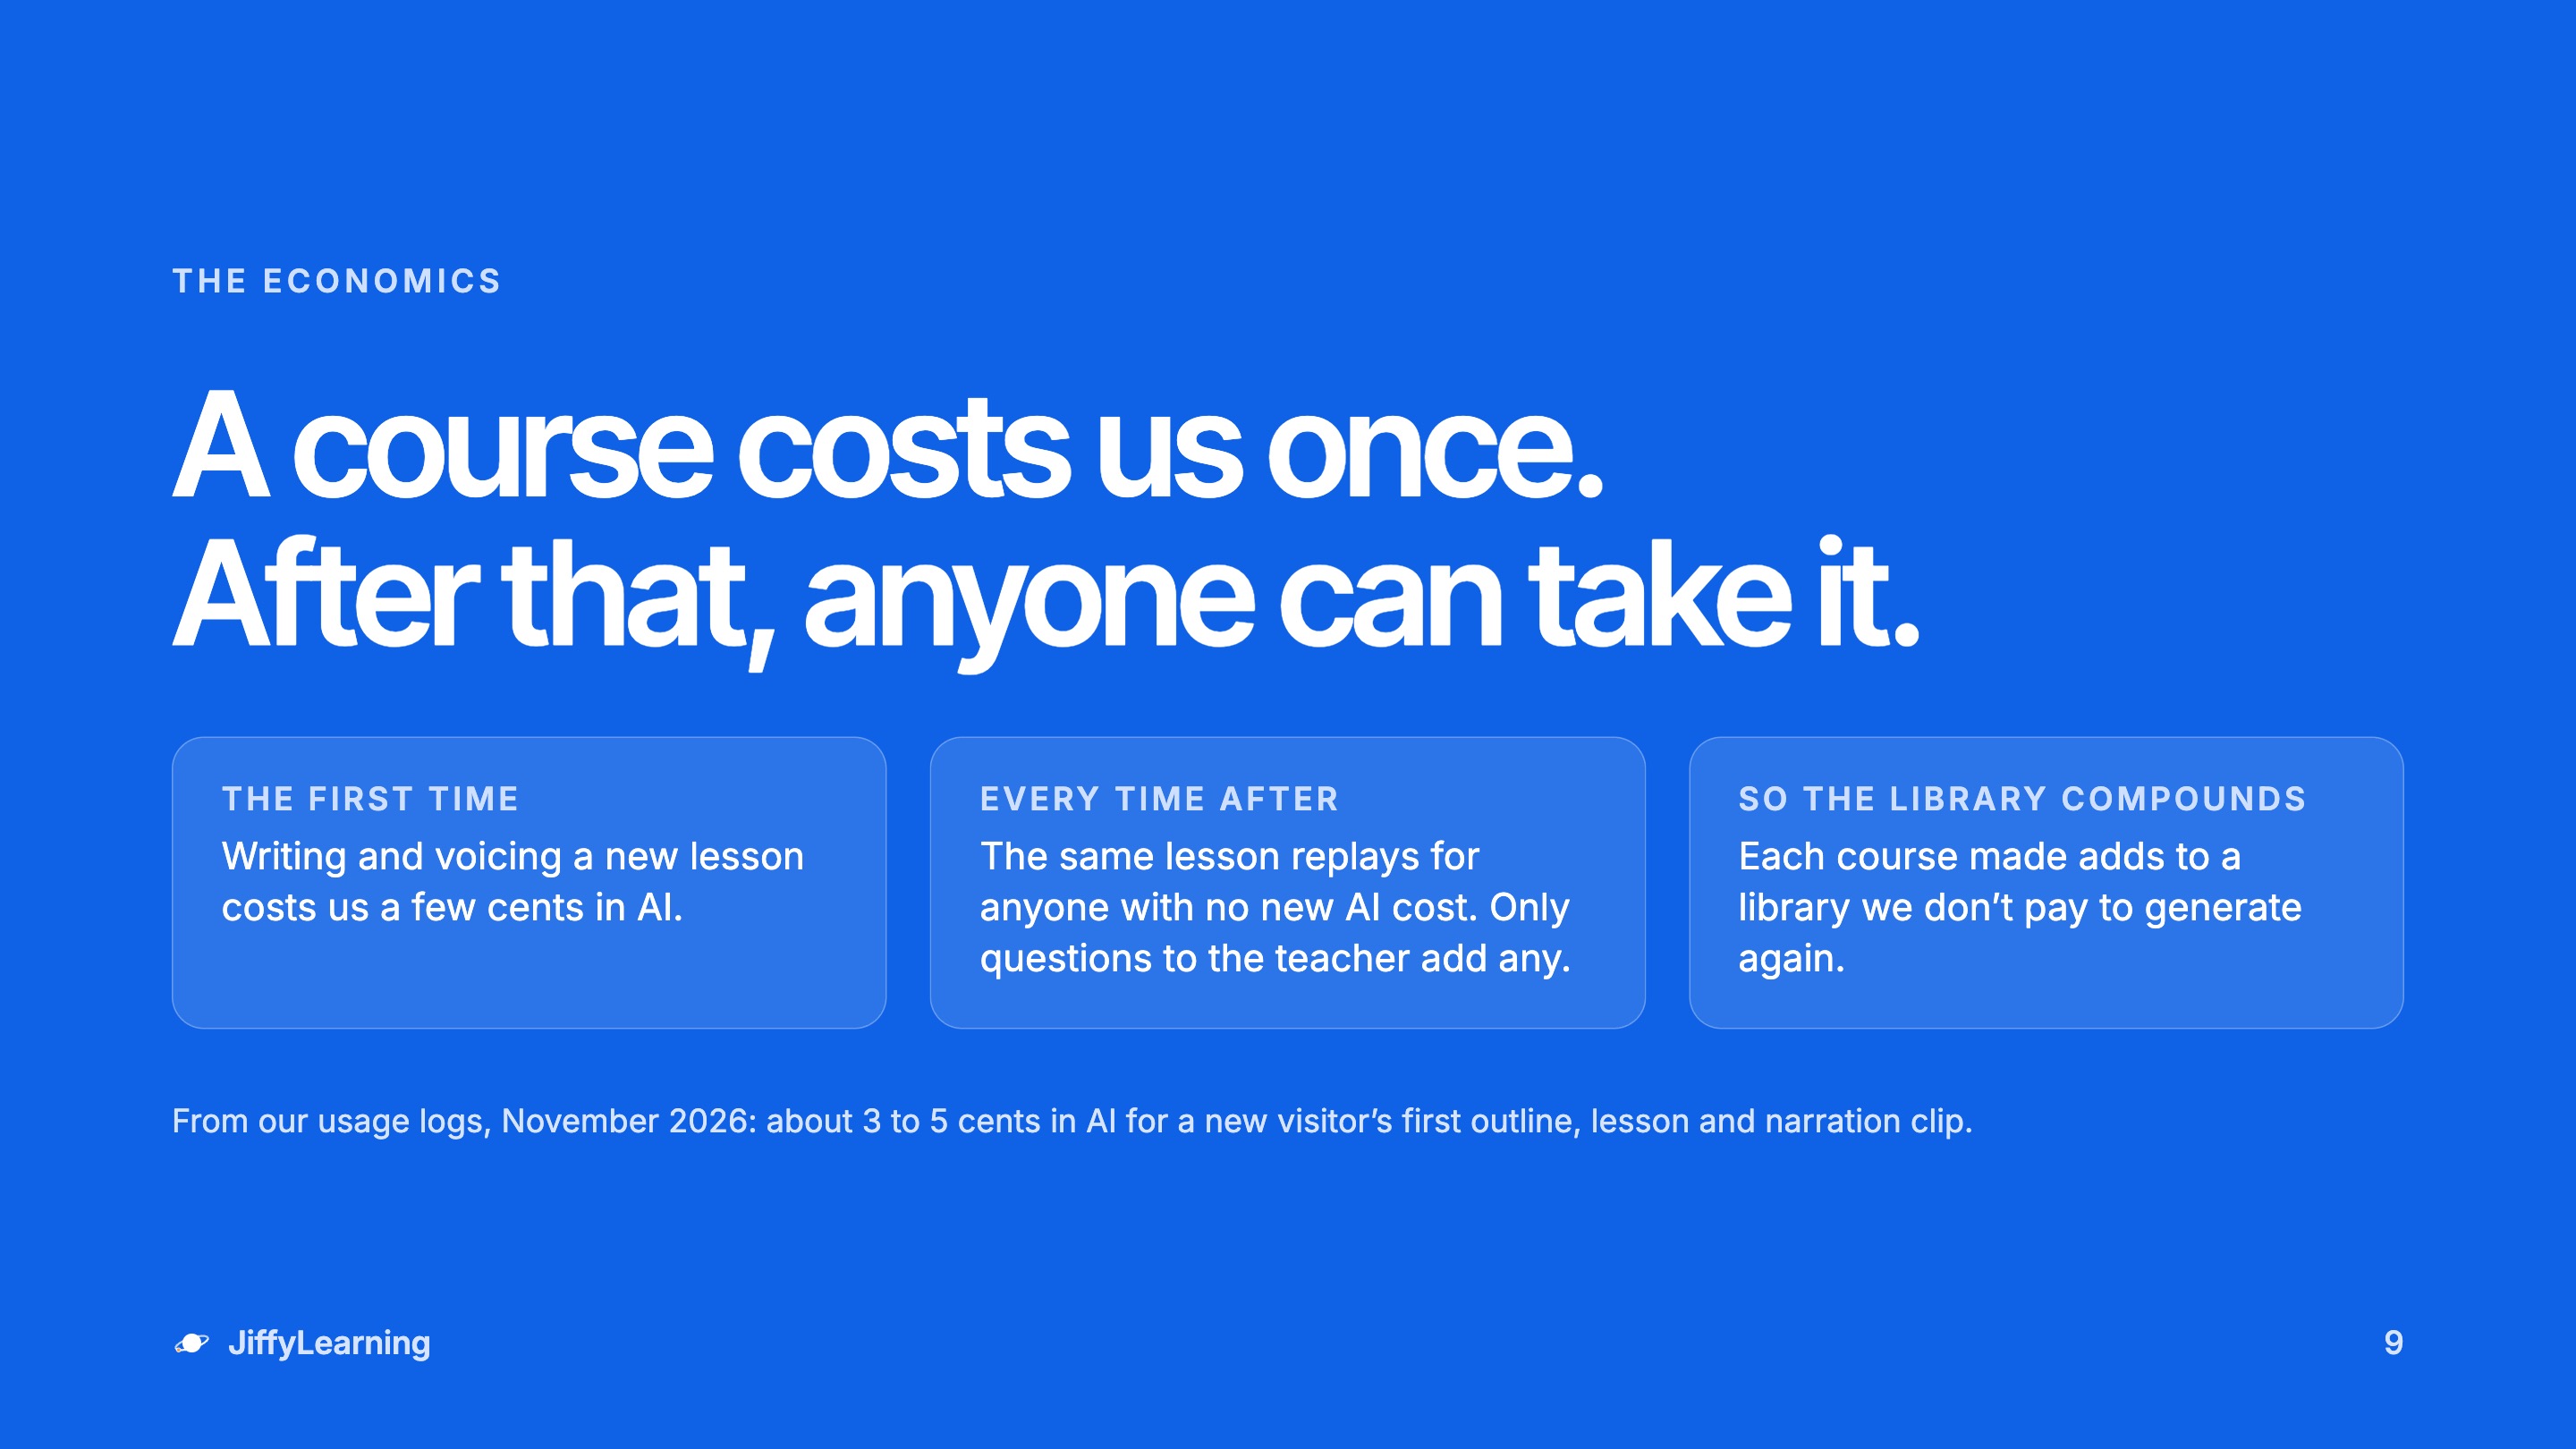 THE ECONOMICS
A course costs us once.
After that, anyone can take it.
THE FIRST TIME
Writing and voicing a new lesson
costs us a few cents in AI.
EVERY TIME AFTER
The same lesson replays for
anyone with no new AI cost. Only
questions to the teacher add any.
SO THE LIBRARY COMPOUNDS
Each course made adds to a
library we don’t pay to generate
again.
From our usage logs, November 2026: about 3 to 5 cents in AI for a new visitor’s first outline, lesson and narration clip.
JiffyLearning
9